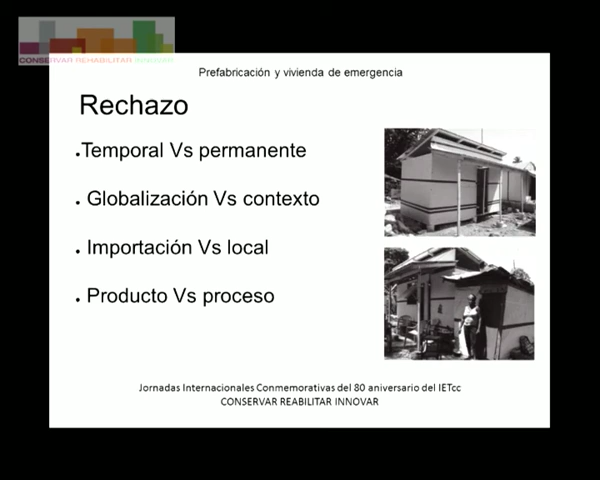 CONSERVAR REHABILITAR INNOVAR
Prefabricación y vivienda de emergencia
Rechazo
Temporal Vs permanente
Globalización Vs contexto
Importación Vs local
Producto Vs proceso
Jornadas Internacionales Conmemorativas del 80 aniversario del IETcc
CONSERVAR REABILITAR INNOVAR